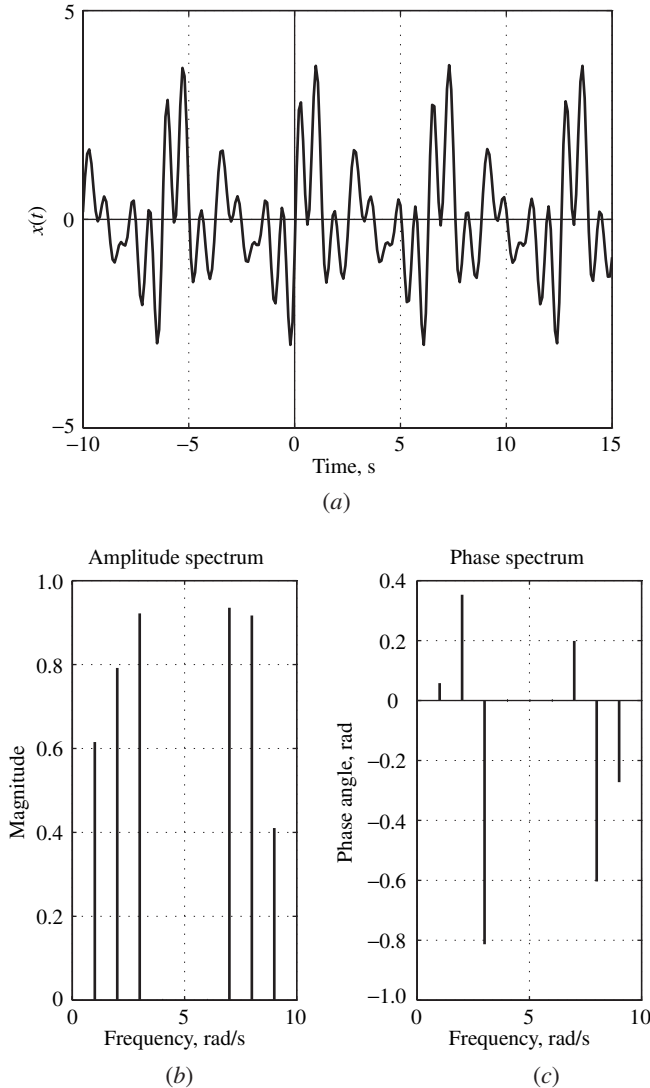 5
x(t)
0
−5
−10
−5
0
5
10
15
Time, s
(a)
Amplitude spectrum
1.0
0.8
0.6
0.4
0.2
0
Magnitude
0
5
10
Frequency, rad/s
(b)
Phase spectrum
0.4
0.2
0
−0.2
−0.4
−0.6
−0.8
−1.0
Phase angle, rad
0
5
10
Frequency, rad/s
(c)